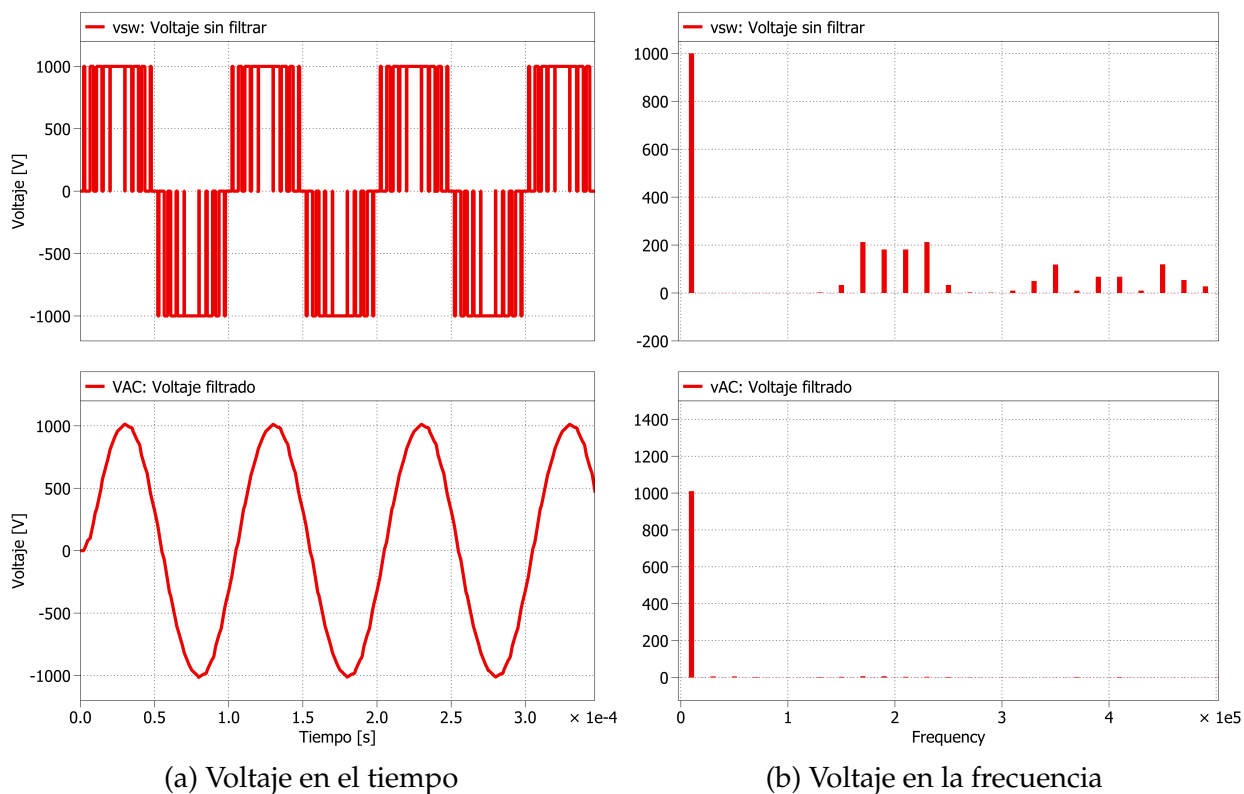 vsw: Voltaje sin filtrar
1000
500
0
-500
-1000
Voltaje [V]
VAC: Voltaje filtrado
1000
500
0
-500
-1000
Voltaje [V]
0.0 0.5 1.0 1.5 2.0 2.5 3.0 × 1e-4
Tiempo [s]
(a) Voltaje en el tiempo
vsw: Voltaje sin filtrar
1000
800
600
400
200
0
-200
vAC: Voltaje filtrado
1400
1200
1000
800
600
400
200
0
0 1 2 3 4 × 1e5
Frequency
(b) Voltaje en la frecuencia